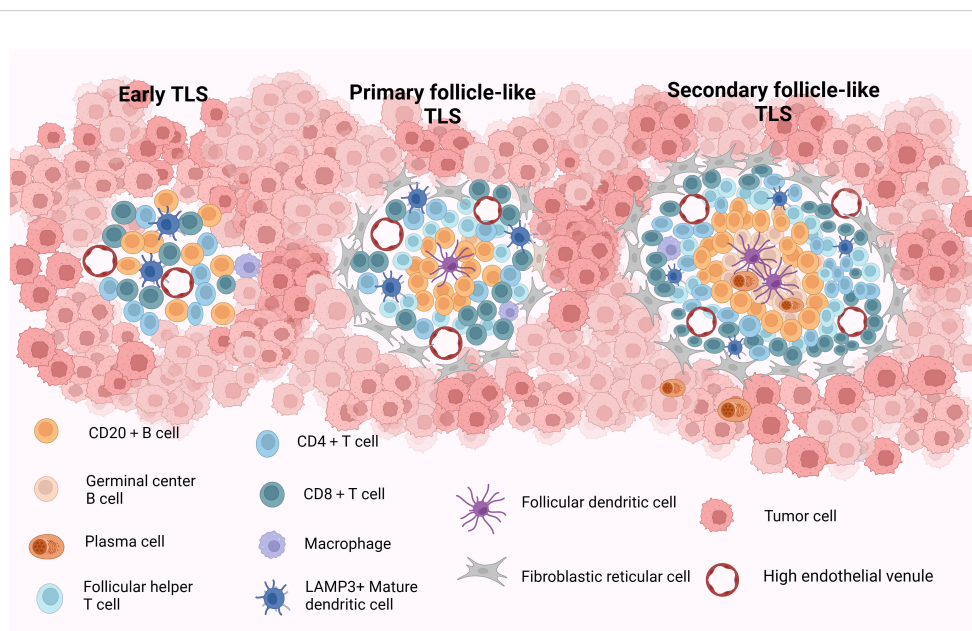 Early TLS
Primary follicle-like
TLS
Secondary follicle-like
TLS
CD20 + B cell
Germinal center
B cell
Plasma cell
Follicular helper
T cell
CD4 + T cell
CD8 + T cell
Macrophage
LAMP3+ Mature
dendritic cell
Follicular dendritic cell
Fibroblastic reticular cell
Tumor cell
High endothelial venule